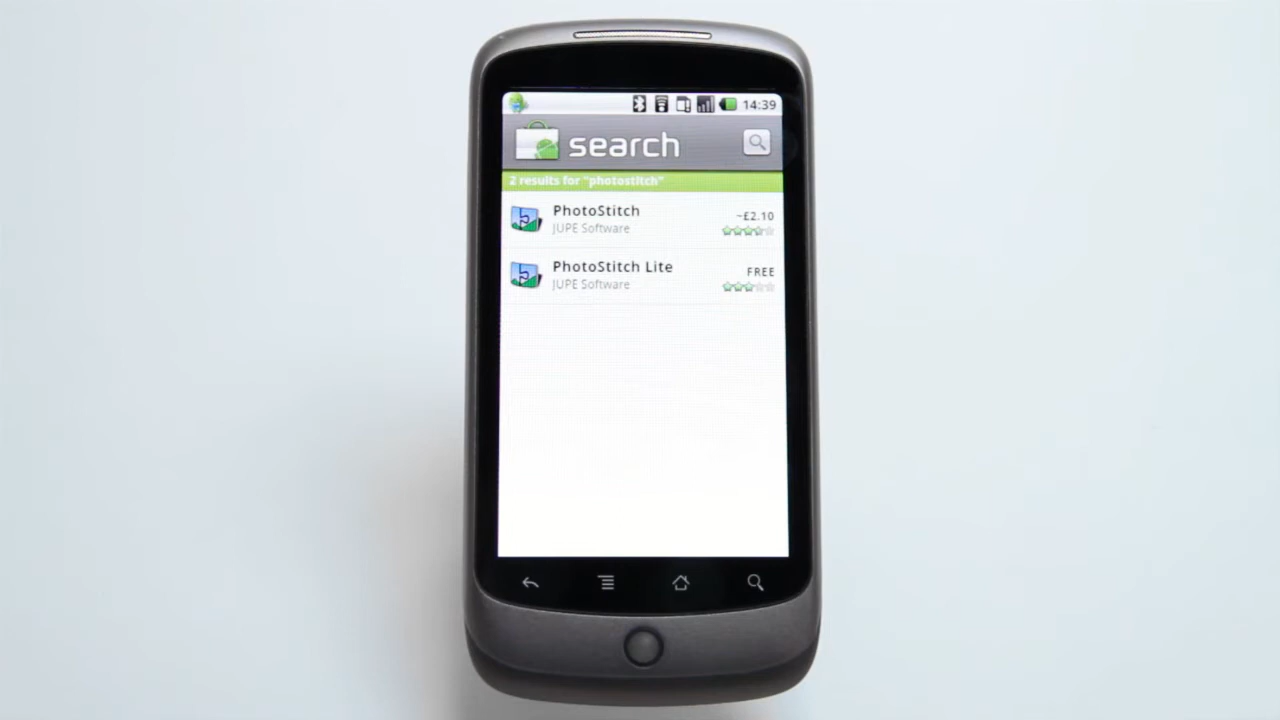 14:39
search
2 results for "photostitch"
PhotoStitch
~£2.10
JUPE Software
PhotoStitch Lite
FREE
JUPE Software